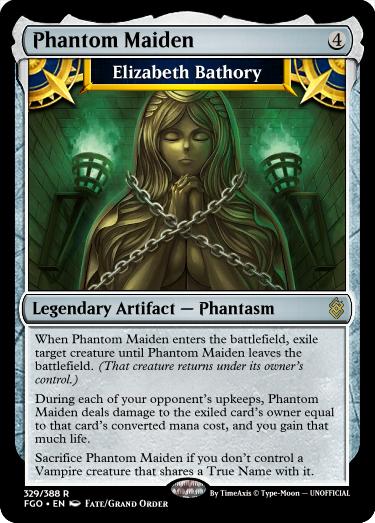 Phantom Maiden 4
Elizabeth Bathory
Legendary Artifact — Phantasm
When Phantom Maiden enters the battlefield, exile
target creature until Phantom Maiden leaves the
battlefield. (That creature returns under its owner's
control.)
During each of your opponent's upkeeps, Phantom
Maiden deals damage to the exiled card's owner equal
to that card's converted mana cost, and you gain that
much life.
Sacrifice Phantom Maiden if you don't control a
Vampire creature that shares a True Name with it.
329/388 R
FGO • EN Fate/Grand Order
By TimeAxis © Type-Moon — UNOFFICIAL